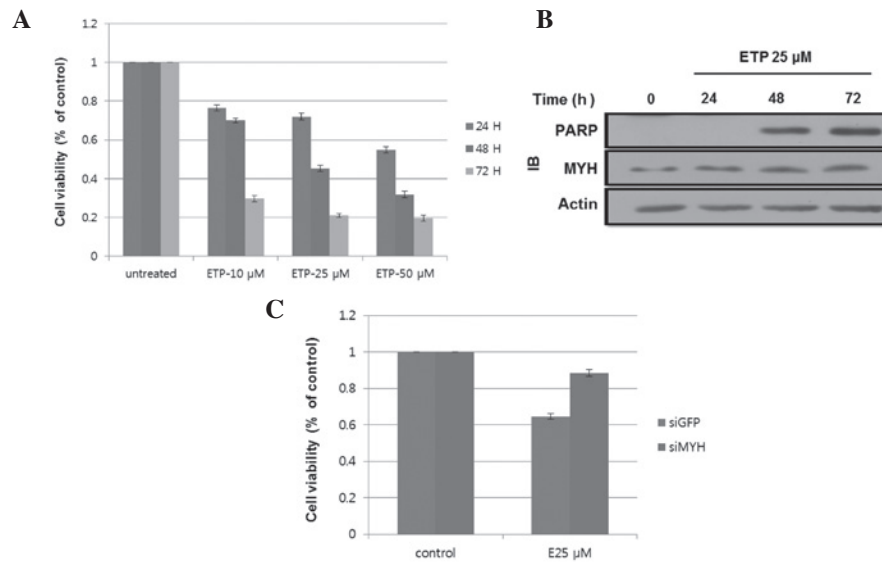 A
Cell viability (% of control)
1.2
1
0.8
0.6
0.4
0.2
0
untreated ETP-10 µM ETP-25 µM ETP-50 µM
24 H
48 H
72 H
B
ETP 25 µM
Time (h ) 0 24 48 72
IB
PARP
MYH
Actin
C
Cell viability (% of control)
1.2
1
0.8
0.6
0.4
0.2
0
control E25 µM
siGFP
siMYH